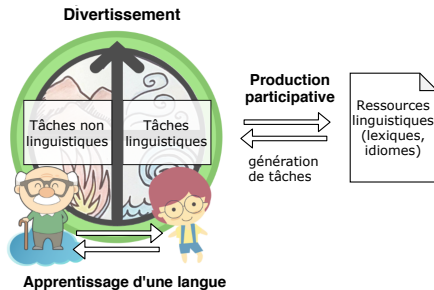 Divertissement
Tâches non
linguistiques
Tâches
linguistiques
Production
participative
génération
de tâches
Ressources
linguistiques
(lexiques,
idiomes)
Apprentissage d'une langue